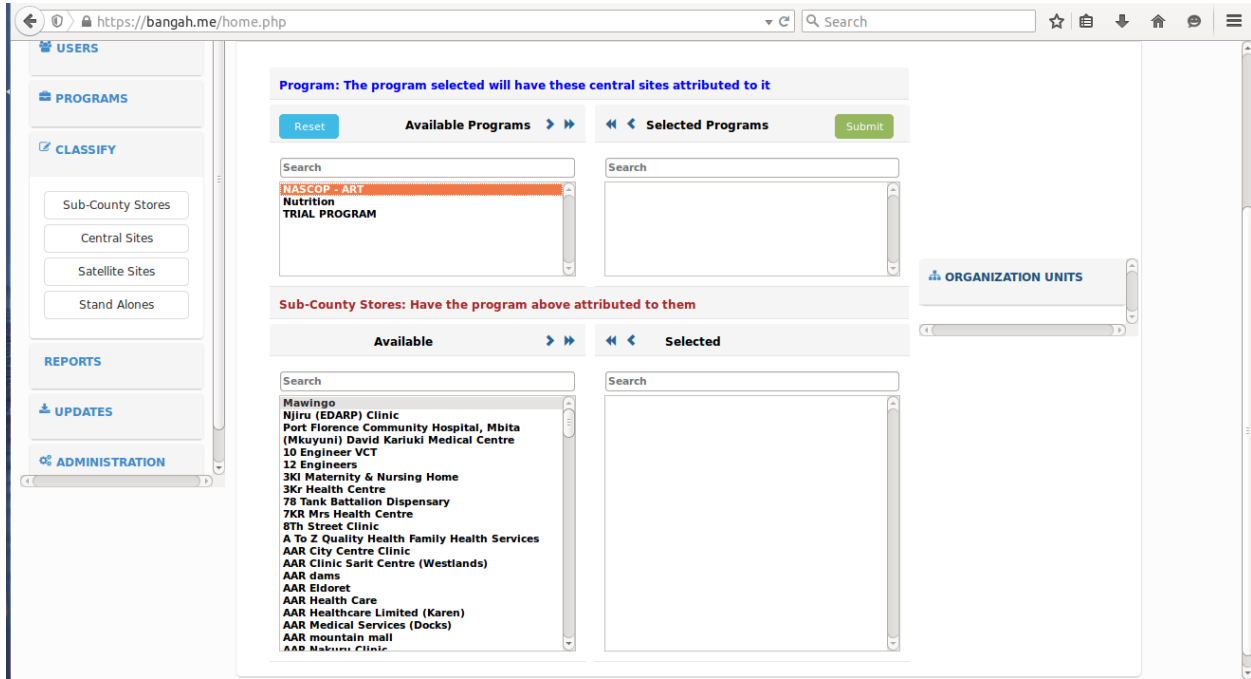 https://bangah.me/home.php
Search
USERS
PROGRAMS
CLASSIFY
Sub-County Stores
Central Sites
Satellite Sites
Stand Alones
REPORTS
UPDATES
ADMINISTRATION
Program: The program selected will have these central sites attributed to it
Reset
Available Programs
Selected Programs
Submit
Search
Search
NASCOP - ART
Nutrition
TRIAL PROGRAM
Sub-County Stores: Have the program above attributed to them
Available
Selected
Search
Search
Mawingo
Njiru (EDARP) Clinic
Port Florence Community Hospital, Mbita
(Mkuyuni) David Kariuki Medical Centre
10 Engineer VCT
12 Engineers
3KI Maternity & Nursing Home
3Kr Health Centre
78 Tank Battalion Dispensary
7KR Mrs Health Centre
8Th Street Clinic
A To Z Quality Health Family Health Services
AAR City Centre Clinic
AAR Clinic Sarit Centre (Westlands)
AAR dams
AAR Eldoret
AAR Health Care
AAR Healthcare Limited (Karen)
AAR Medical Services (Docks)
AAR mountain mall
AAR Nakuru Clinic
ORGANIZATION UNITS